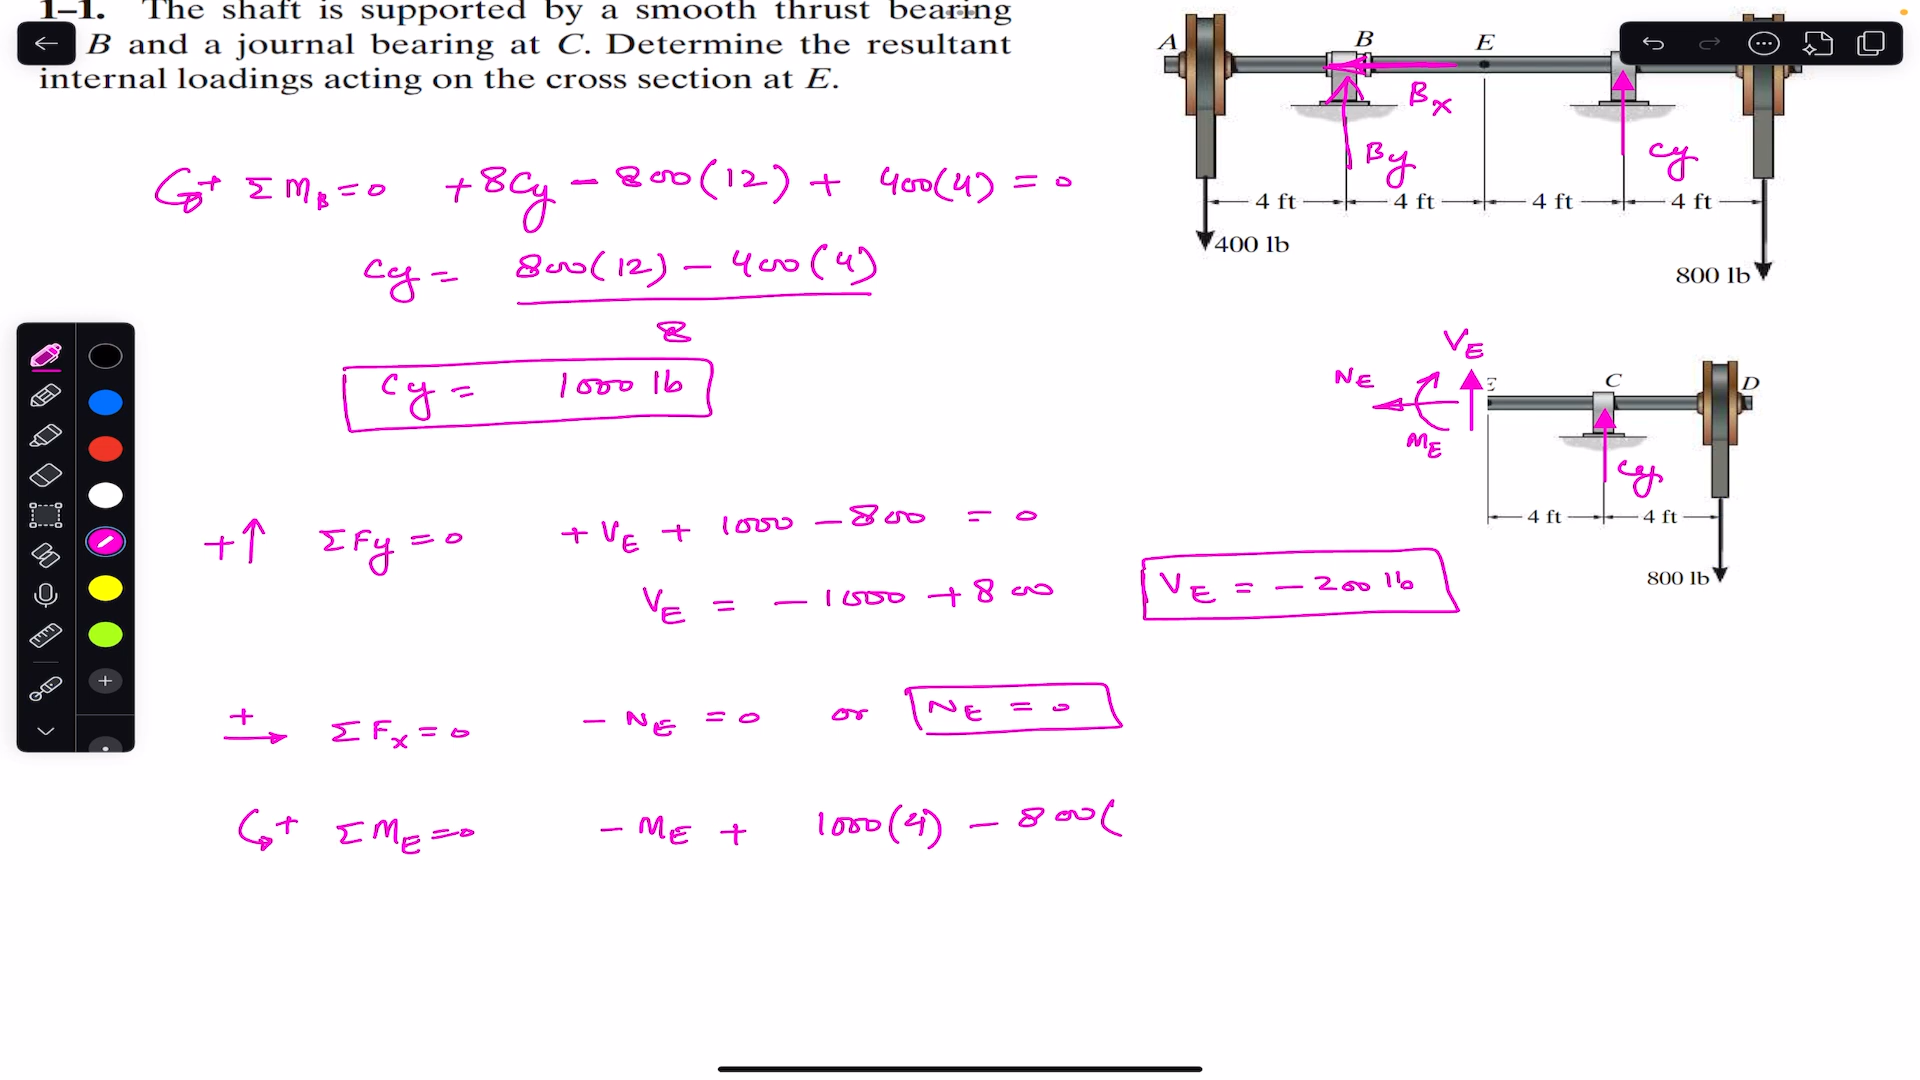 1–1. The shaft is supported by a smooth thrust bearing
B and a journal bearing at C. Determine the resultant
internal loadings acting on the cross section at E.
A
B
E
Bx
By
Cy
4 ft
4 ft
4 ft
4 ft
400 lb
800 lb
+ ΣM_B=0 +8Cy – 800(12) + 400(4) = 0
Cy = 800(12) – 400(4)
8
Cy = 1000 lb
VE
NE
ME
E
C
D
Cy
4 ft
4 ft
800 lb
+↑ ΣFy=0 +VE + 1000 – 800 = 0
VE = – 1000 + 800
VE = – 200 lb
+→ ΣFx=0 – NE = 0 or NE = 0
+ ΣME=0 – ME + 1000(4) – 800(